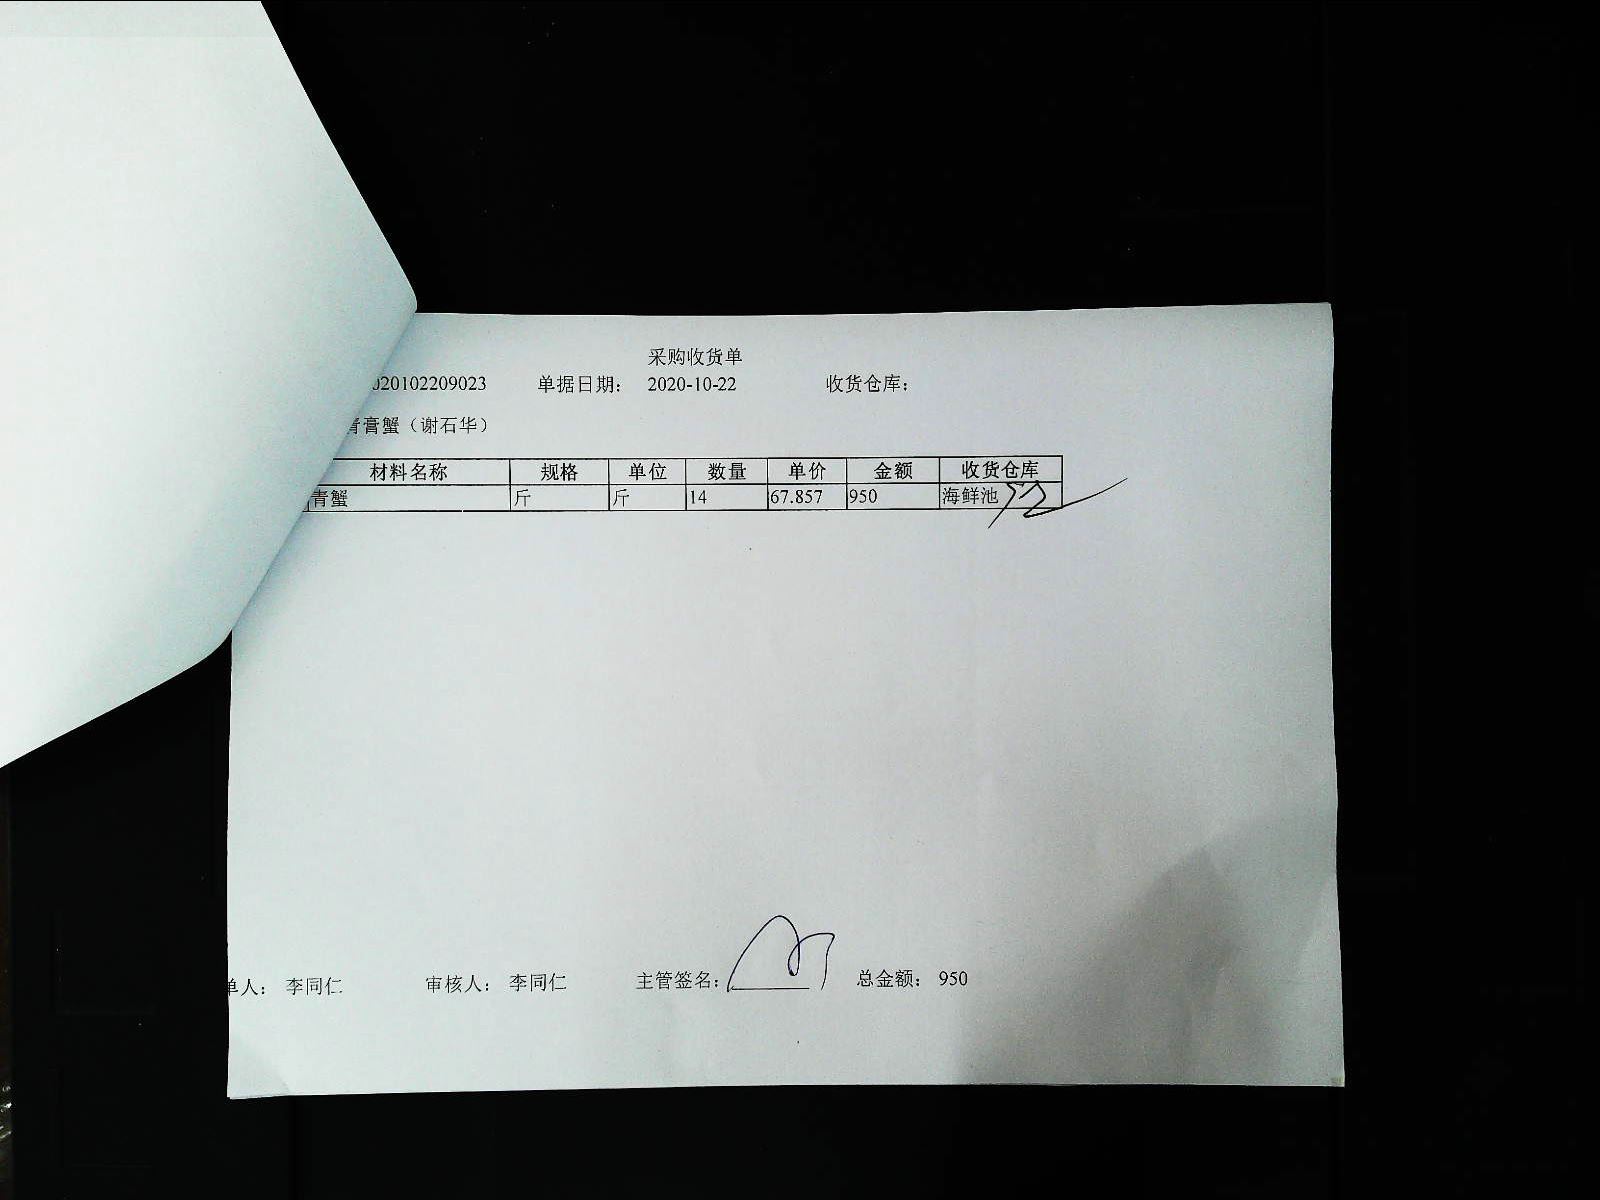 采购收货单
020102209023 单据日期: 2020-10-22 收货仓库:
膏蟹（谢石华）
材料名称 规格 单位 数量 单价 金额 收货仓库
青蟹 斤 斤 14 67.857 950 海鲜池
单人: 李同仁 审核人: 李同仁 主管签名: 总金额: 950